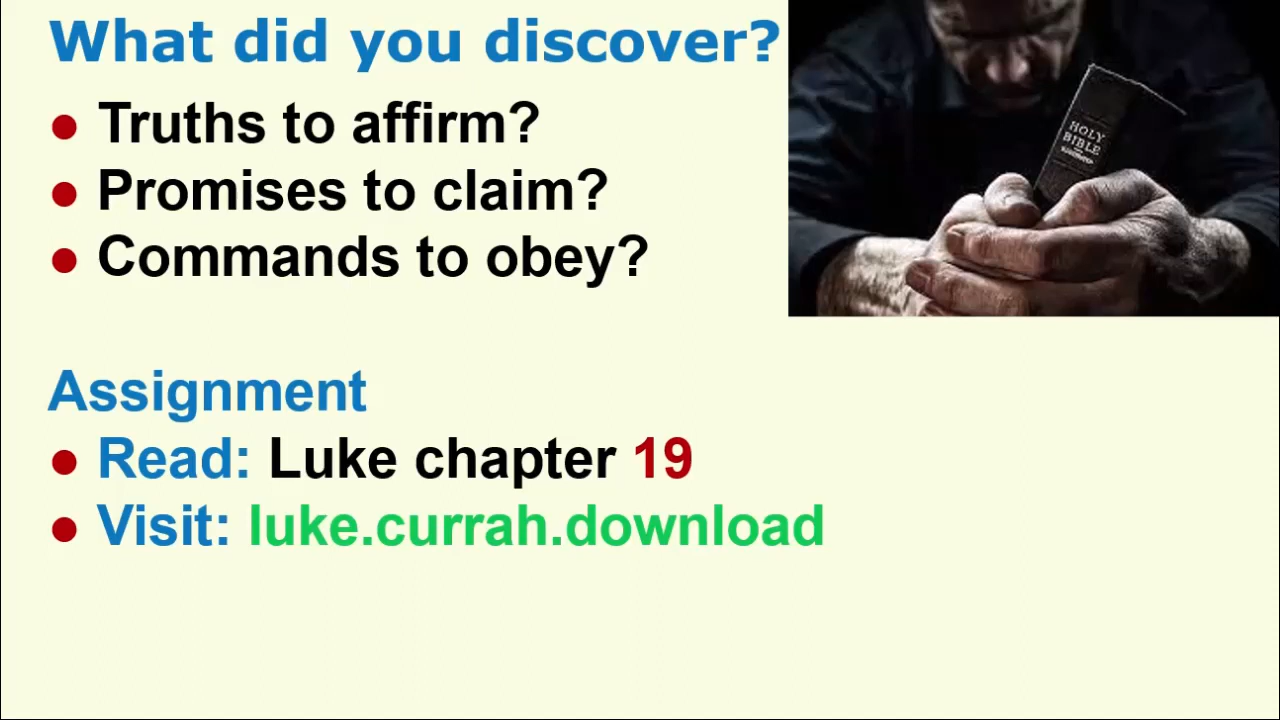 What did you discover?
● Truths to affirm?
● Promises to claim?
● Commands to obey?
HOLY
BIBLE
Assignment
● Read: Luke chapter 19
● Visit: luke.currah.download